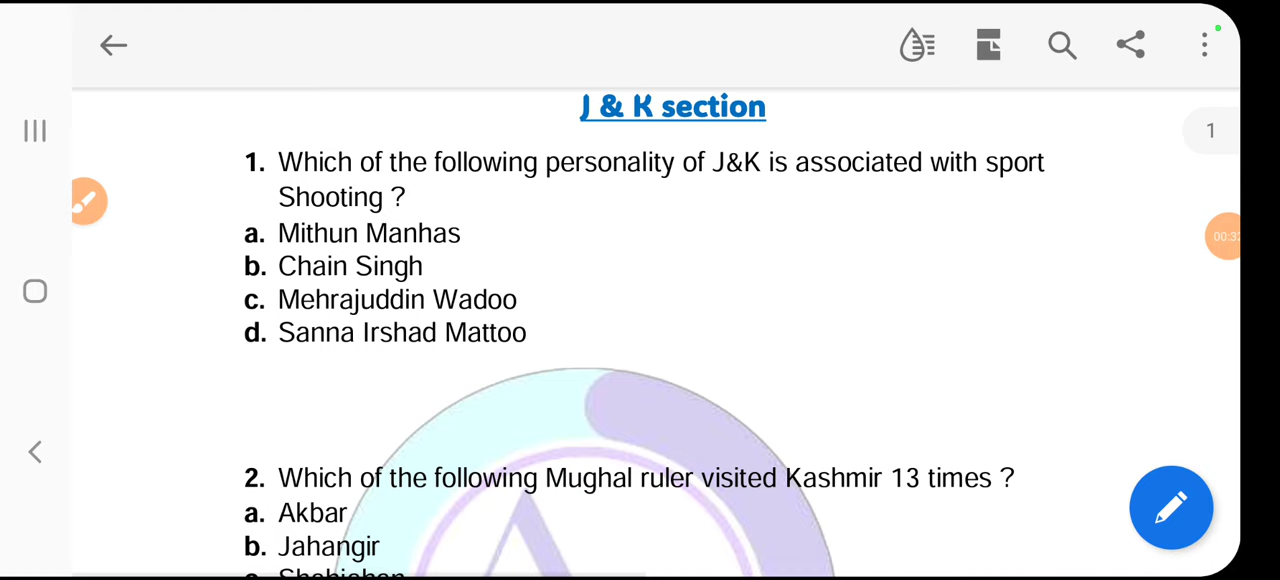 J & K section
1
1. Which of the following personality of J&K is associated with sport
Shooting ?
a. Mithun Manhas
b. Chain Singh
c. Mehrajuddin Wadoo
d. Sanna Irshad Mattoo
2. Which of the following Mughal ruler visited Kashmir 13 times ?
a. Akbar
b. Jahangir
c. Shahjahan